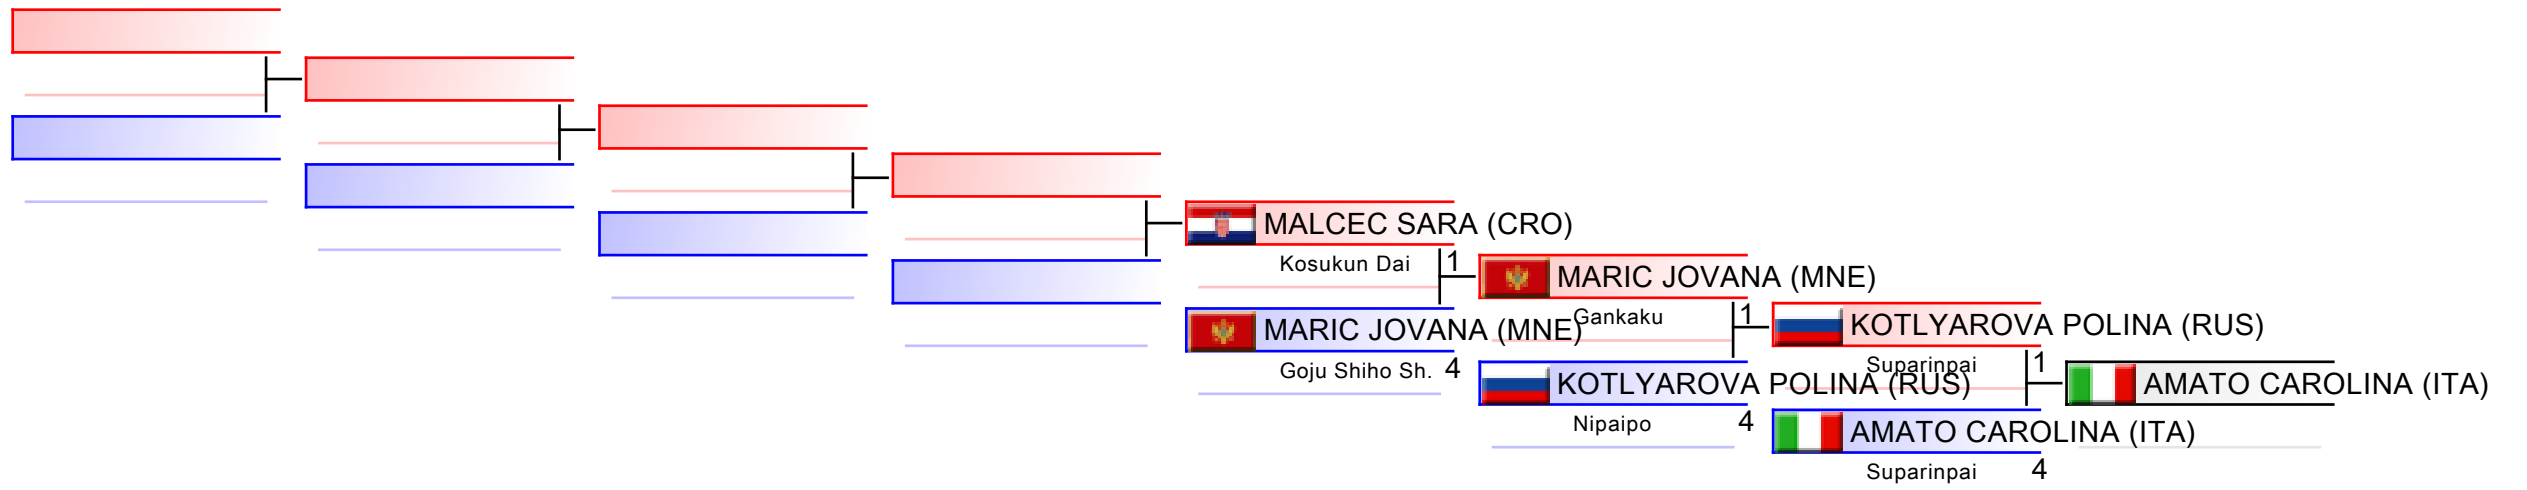 MALCEC SARA (CRO)
Kosukun Dai 1
MARIC JOVANA (MNE)
Goju Shiho Sh. 4
MARIC JOVANA (MNE)
Gankaku 1
KOTLYAROVA POLINA (RUS)
Nipaipo 4
KOTLYAROVA POLINA (RUS)
Suparinpai 1
AMATO CAROLINA (ITA)
Suparinpai 4
AMATO CAROLINA (ITA)